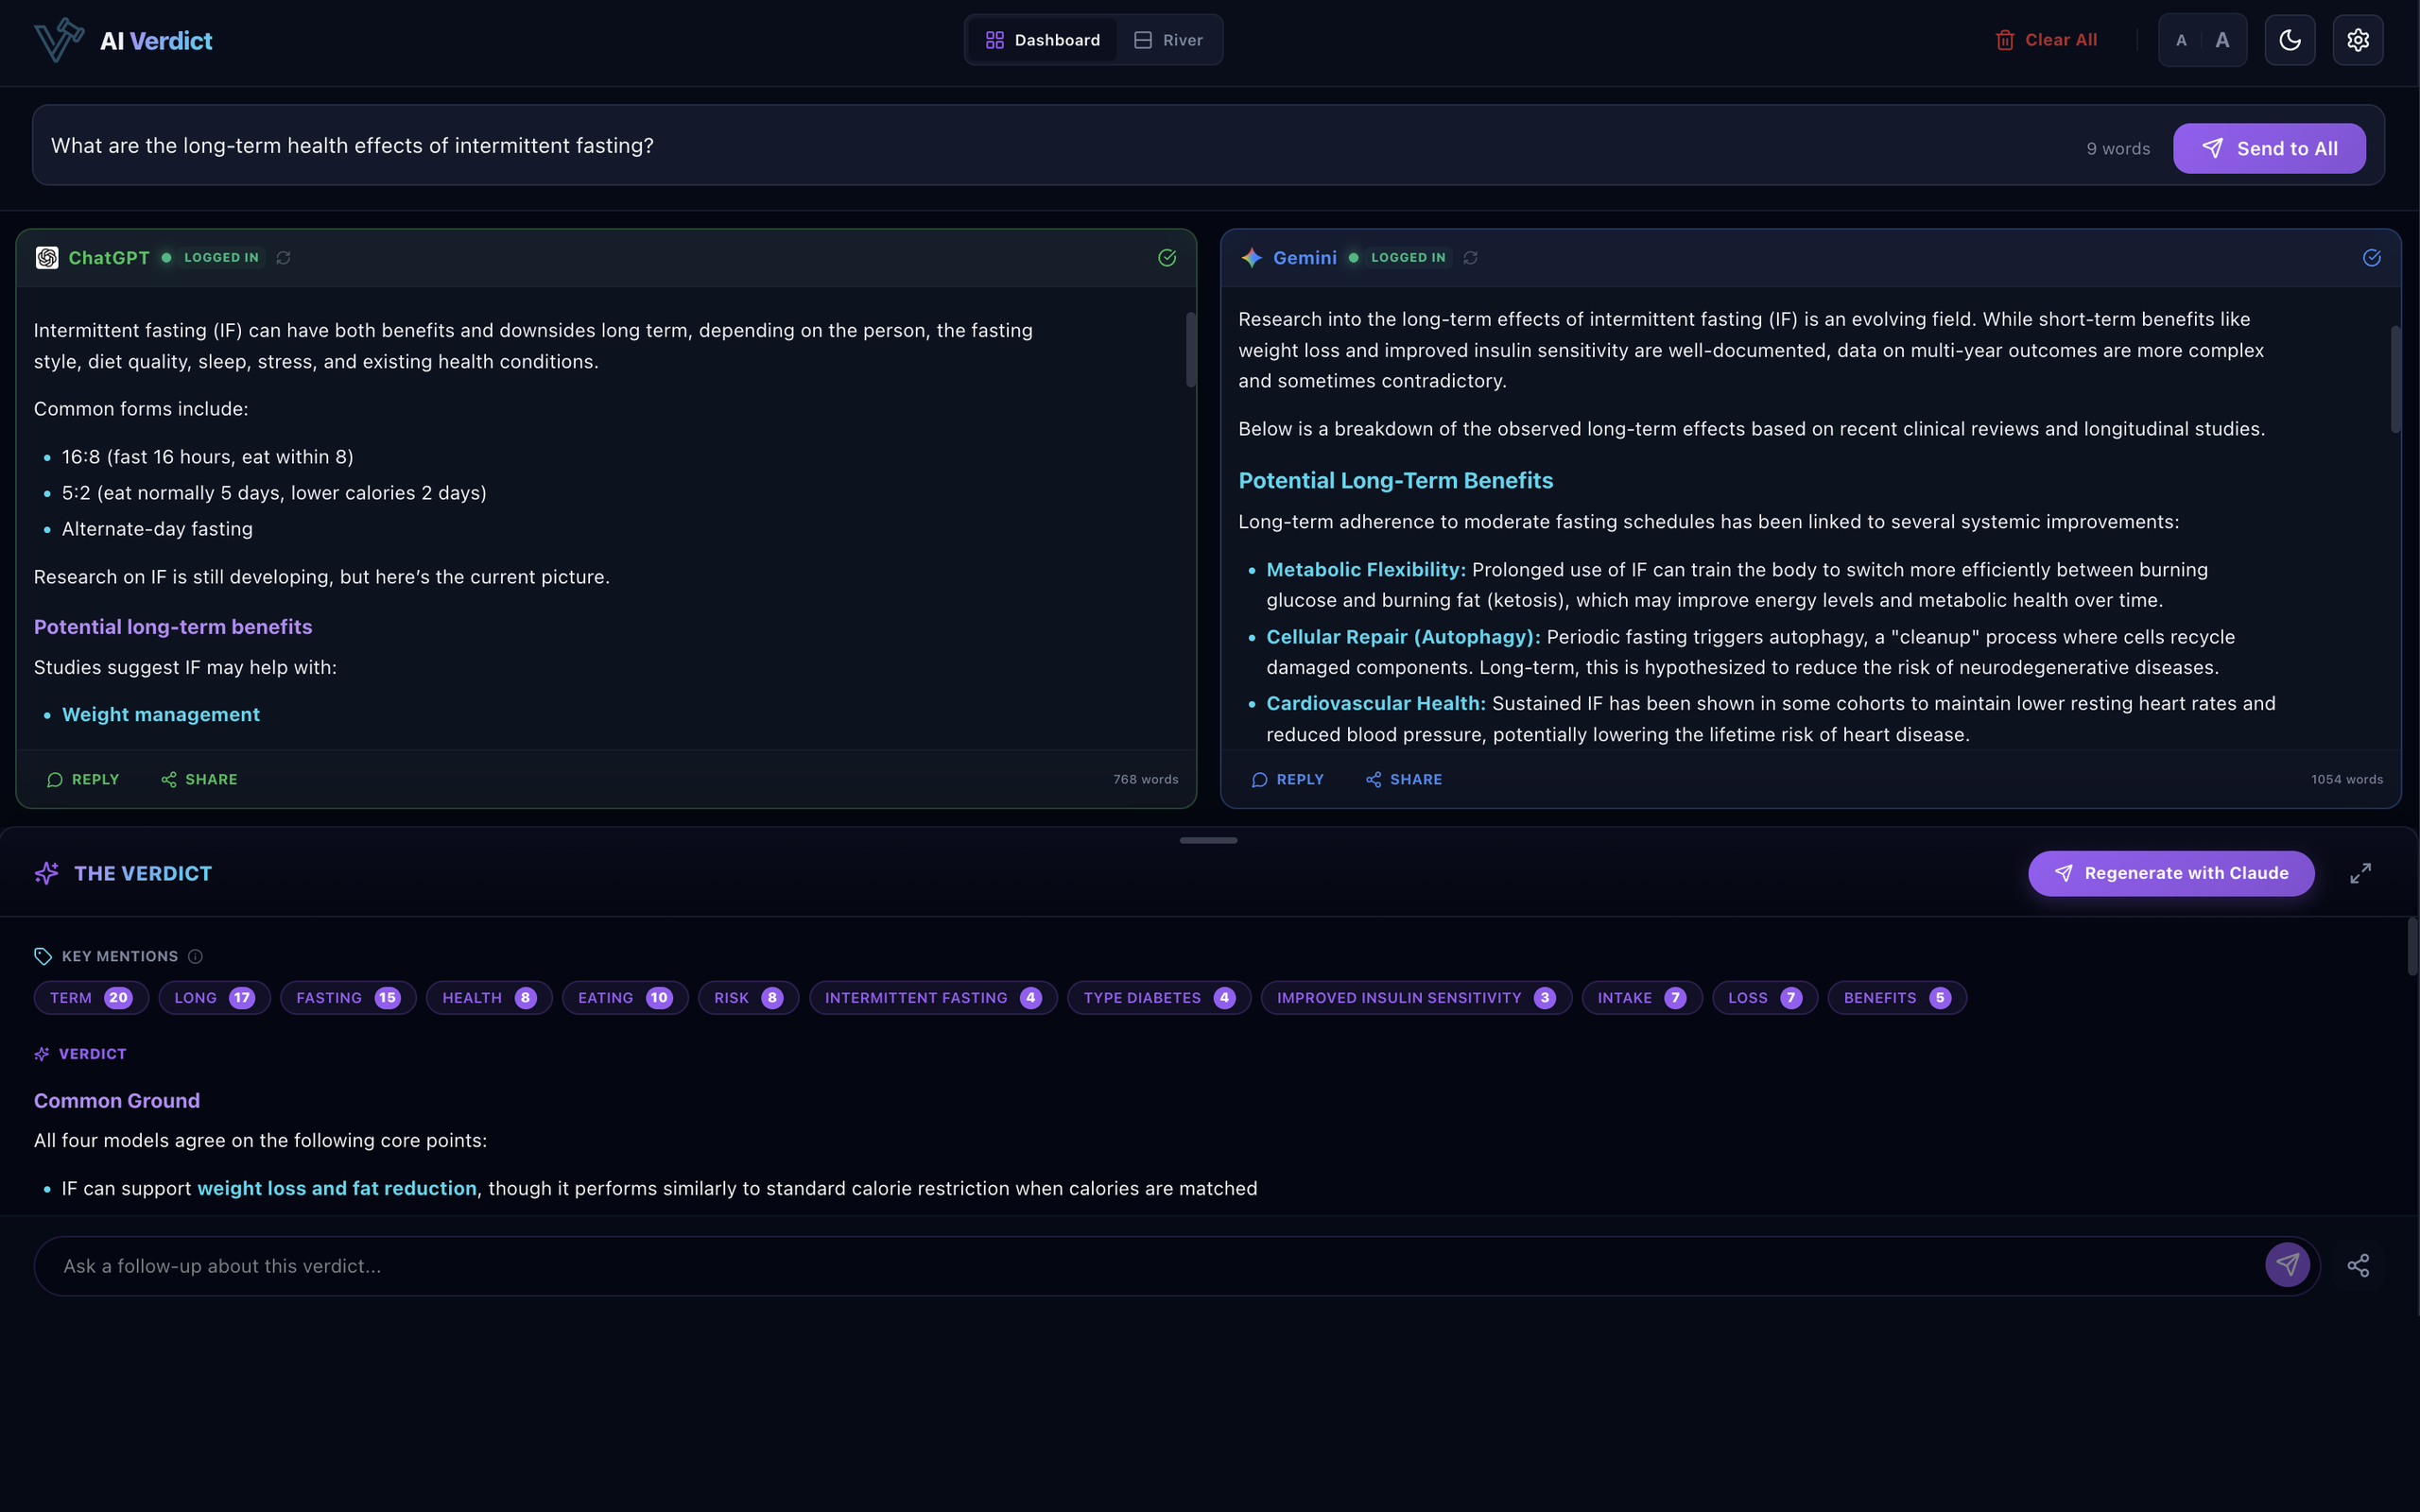 AI Verdict
Dashboard
River
Clear All
A A
What are the long-term health effects of intermittent fasting?
9 words
Send to All
ChatGPT
LOGGED IN
Intermittent fasting (IF) can have both benefits and downsides long term, depending on the person, the fasting
style, diet quality, sleep, stress, and existing health conditions.
Common forms include:
• 16:8 (fast 16 hours, eat within 8)
• 5:2 (eat normally 5 days, lower calories 2 days)
• Alternate-day fasting
Research on IF is still developing, but here’s the current picture.
Potential long-term benefits
Studies suggest IF may help with:
• Weight management
REPLY
SHARE
768 words
Gemini
LOGGED IN
Research into the long-term effects of intermittent fasting (IF) is an evolving field. While short-term benefits like
weight loss and improved insulin sensitivity are well-documented, data on multi-year outcomes are more complex
and sometimes contradictory.
Below is a breakdown of the observed long-term effects based on recent clinical reviews and longitudinal studies.
Potential Long-Term Benefits
Long-term adherence to moderate fasting schedules has been linked to several systemic improvements:
• Metabolic Flexibility: Prolonged use of IF can train the body to switch more efficiently between burning
glucose and burning fat (ketosis), which may improve energy levels and metabolic health over time.
• Cellular Repair (Autophagy): Periodic fasting triggers autophagy, a "cleanup" process where cells recycle
damaged components. Long-term, this is hypothesized to reduce the risk of neurodegenerative diseases.
• Cardiovascular Health: Sustained IF has been shown in some cohorts to maintain lower resting heart rates and
reduced blood pressure, potentially lowering the lifetime risk of heart disease.
REPLY
SHARE
1054 words
THE VERDICT
Regenerate with Claude
KEY MENTIONS
TERM 20
LONG 17
FASTING 15
HEALTH 8
EATING 10
RISK 8
INTERMITTENT FASTING 4
TYPE DIABETES 4
IMPROVED INSULIN SENSITIVITY 3
INTAKE 7
LOSS 7
BENEFITS 5
VERDICT
Common Ground
All four models agree on the following core points:
• IF can support weight loss and fat reduction, though it performs similarly to standard calorie restriction when calories are matched
Ask a follow-up about this verdict...